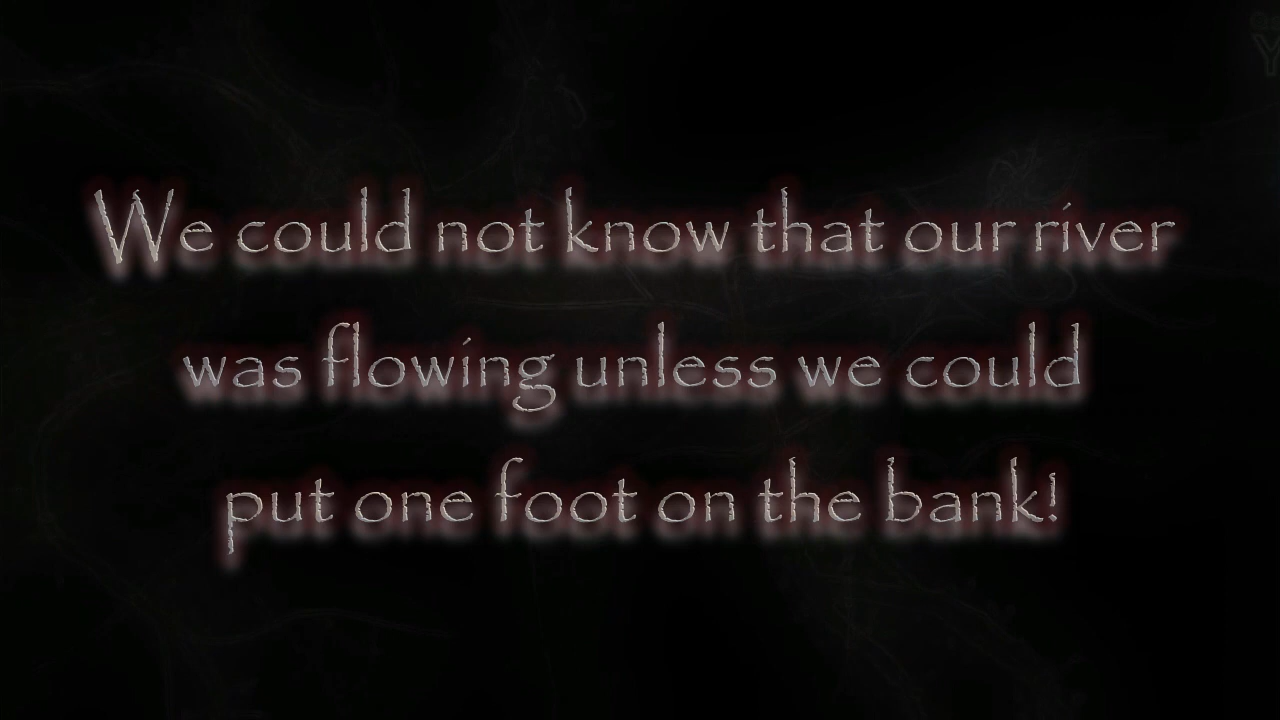 We could not know that our river
was flowing unless we could
put one foot on the bank!